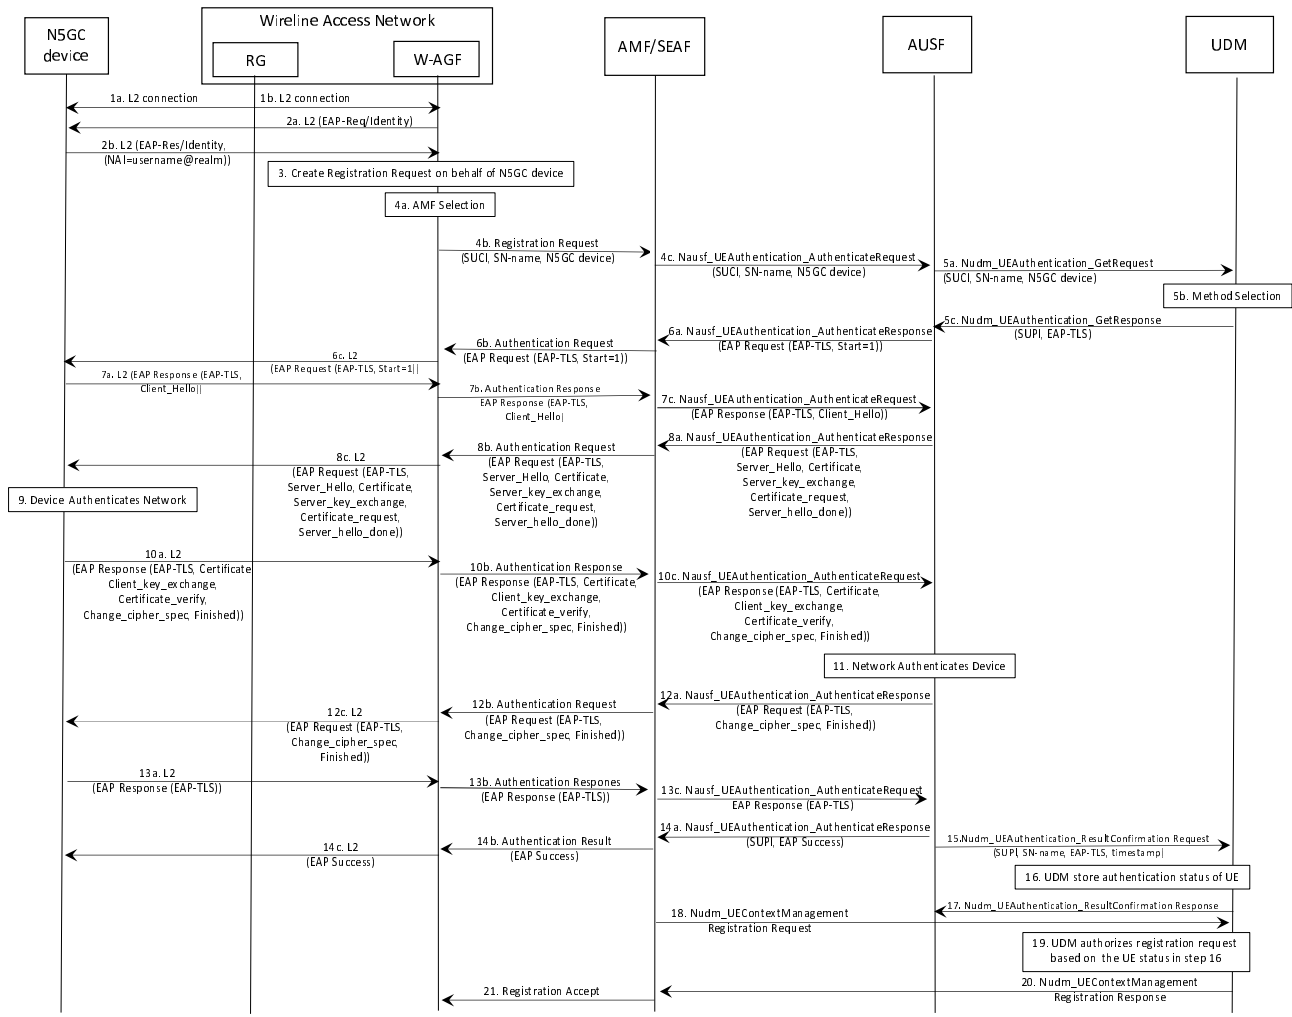 Wireline Access Network
N5GC
device
RG
W-AGF
AMF/SEAF
AUSF
UDM
1a. L2 connection
1b. L2 connection
2a. L2 (EAP-Req/Identity)
2b. L2 (EAP-Res/Identity,
(NAI=username@realm))
3. Create Registration Request on behalf of N5GC device
4a. AMF Selection
4b. Registration Request
(SUCI, SN-name, N5GC device)
4c. Nausf_UEAuthentication_AuthenticateRequest
(SUCI, SN-name, N5GC device)
5a. Nudm_UEAuthentication_GetRequest
(SUCI, SN-name, N5GC device)
5b. Method Selection
5c. Nudm_UEAuthentication_GetResponse
(SUPI, EAP-TLS)
6a. Nausf_UEAuthentication_AuthenticateResponse
(EAP Request (EAP-TLS, Start=1))
6b. Authentication Request
(EAP Request (EAP-TLS, Start=1))
6c. L2
(EAP Request (EAP-TLS, Start=1))
7a. L2 (EAP Response (EAP-TLS,
Client_Hello))
7b. Authentication Response
EAP Response (EAP-TLS,
Client_Hello)
7c. Nausf_UEAuthentication_AuthenticateRequest
(EAP Response (EAP-TLS, Client_Hello))
8a. Nausf_UEAuthentication_AuthenticateResponse
(EAP Request (EAP-TLS,
Server_Hello, Certificate,
Server_key_exchange,
Certificate_request,
Server_hello_done))
8b. Authentication Request
(EAP Request (EAP-TLS,
Server_Hello, Certificate,
Server_key_exchange,
Certificate_request,
Server_hello_done))
8c. L2
(EAP Request (EAP-TLS,
Server_Hello, Certificate,
Server_key_exchange,
Certificate_request,
Server_hello_done))
9. Device Authenticates Network
10a. L2
(EAP Response (EAP-TLS, Certificate
Client_key_exchange,
Certificate_verify,
Change_cipher_spec, Finished))
10b. Authentication Response
(EAP Response (EAP-TLS, Certificate,
Client_key_exchange,
Certificate_verify,
Change_cipher_spec, Finished))
10c. Nausf_UEAuthentication_AuthenticateRequest
(EAP Response (EAP-TLS, Certificate,
Client_key_exchange,
Certificate_verify,
Change_cipher_spec, Finished))
11. Network Authenticates Device
12a. Nausf_UEAuthentication_AuthenticateResponse
(EAP Request (EAP-TLS,
Change_cipher_spec, Finished))
12b. Authentication Request
(EAP Request (EAP-TLS,
Change_cipher_spec, Finished))
12c. L2
(EAP Request (EAP-TLS,
Change_cipher_spec,
Finished))
13a. L2
(EAP Response (EAP-TLS))
13b. Authentication Respones
(EAP Response (EAP-TLS))
13c. Nausf_UEAuthentication_AuthenticateRequest
EAP Response (EAP-TLS)
14a. Nausf_UEAuthentication_AuthenticateResponse
(SUPI, EAP Success)
14b. Authentication Result
(EAP Success)
14c. L2
(EAP Success)
15.Nudm_UEAuthentication_ResultConfirmation Request
(SUPI, SN-name, EAP-TLS, timestamp)
16. UDM store authentication status of UE
17. Nudm_UEAuthentication_ResultConfirmation Response
18. Nudm_UEContextManagement
Registration Request
19. UDM authorizes registration request
based on the UE status in step 16
20. Nudm_UEContextManagement
Registration Response
21. Registration Accept